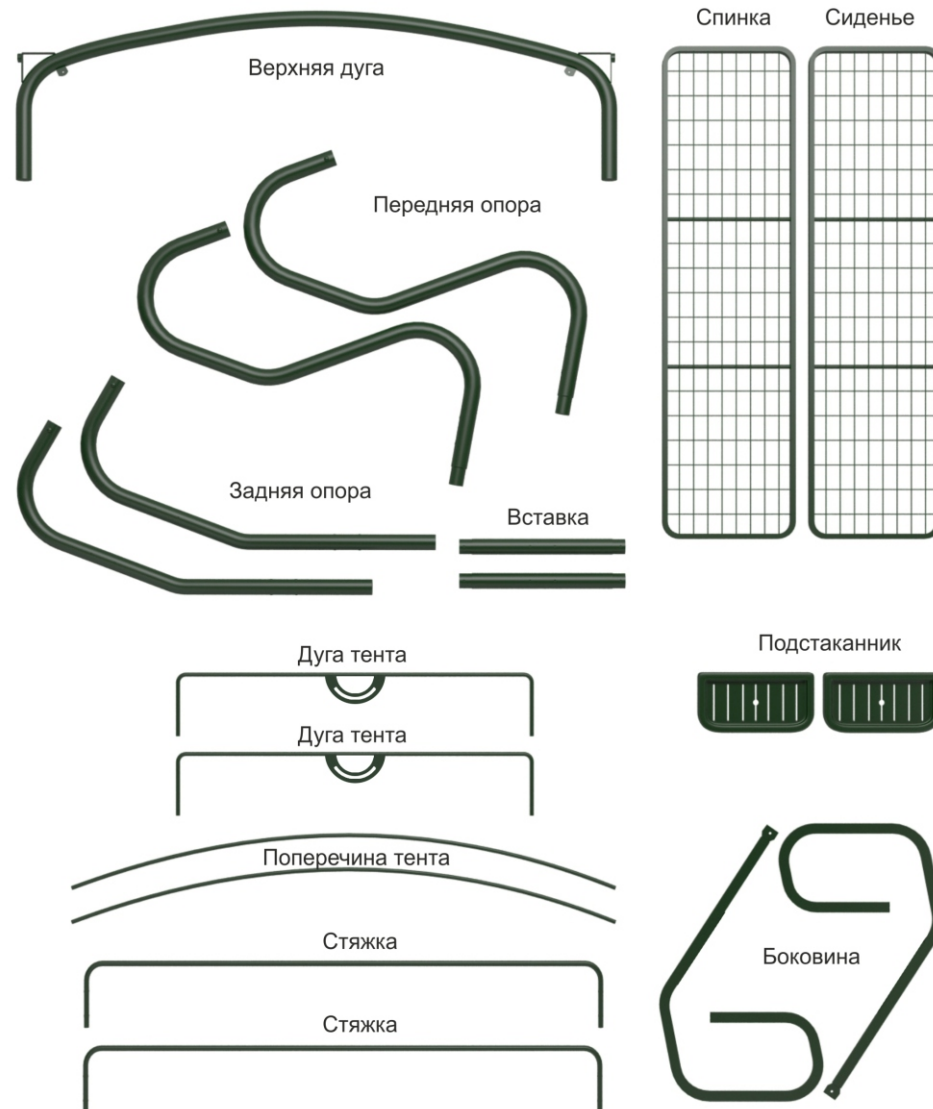 Спинка
Сиденье
Верхняя дуга
Передняя опора
Задняя опора
Вставка
Дуга тента
Подстаканник
Дуга тента
Поперечина тента
Стяжка
Боковина
Стяжка